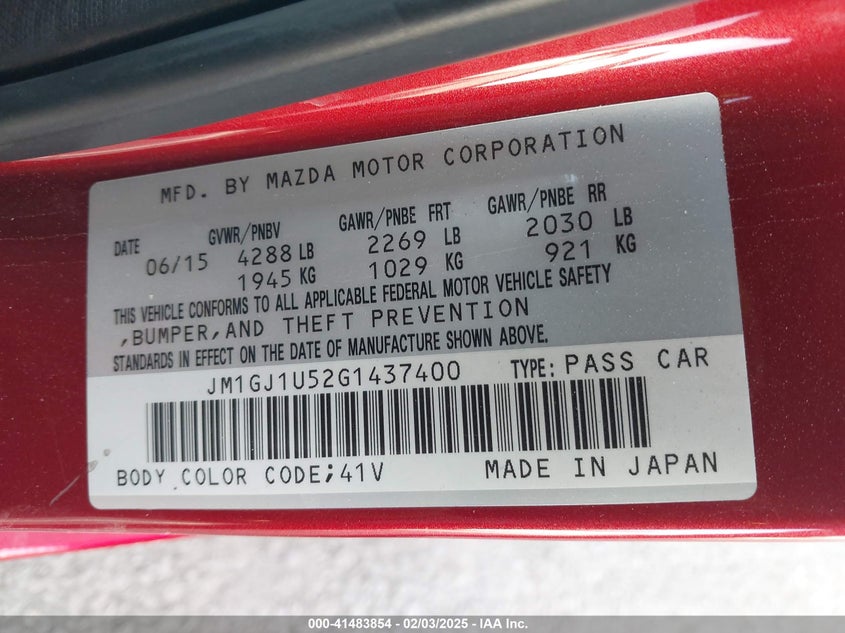 MFD. BY MAZDA MOTOR CORPORATION
DATE GVWR/PNBV GAWR/PNBE FRT GAWR/PNBE RR
06/15 4288 LB 2269 LB 2030 LB
1945 KG 1029 KG 921 KG
THIS VEHICLE CONFORMS TO ALL APPLICABLE FEDERAL MOTOR VEHICLE SAFETY
,BUMPER,AND THEFT PREVENTION
STANDARDS IN EFFECT ON THE DATE OF MANUFACTURE SHOWN ABOVE.
JM1GJ1U52G1437400 TYPE: PASS CAR
BODY COLOR CODE;41V MADE IN JAPAN
000-41483854 - 02/03/2025 - IAA Inc.